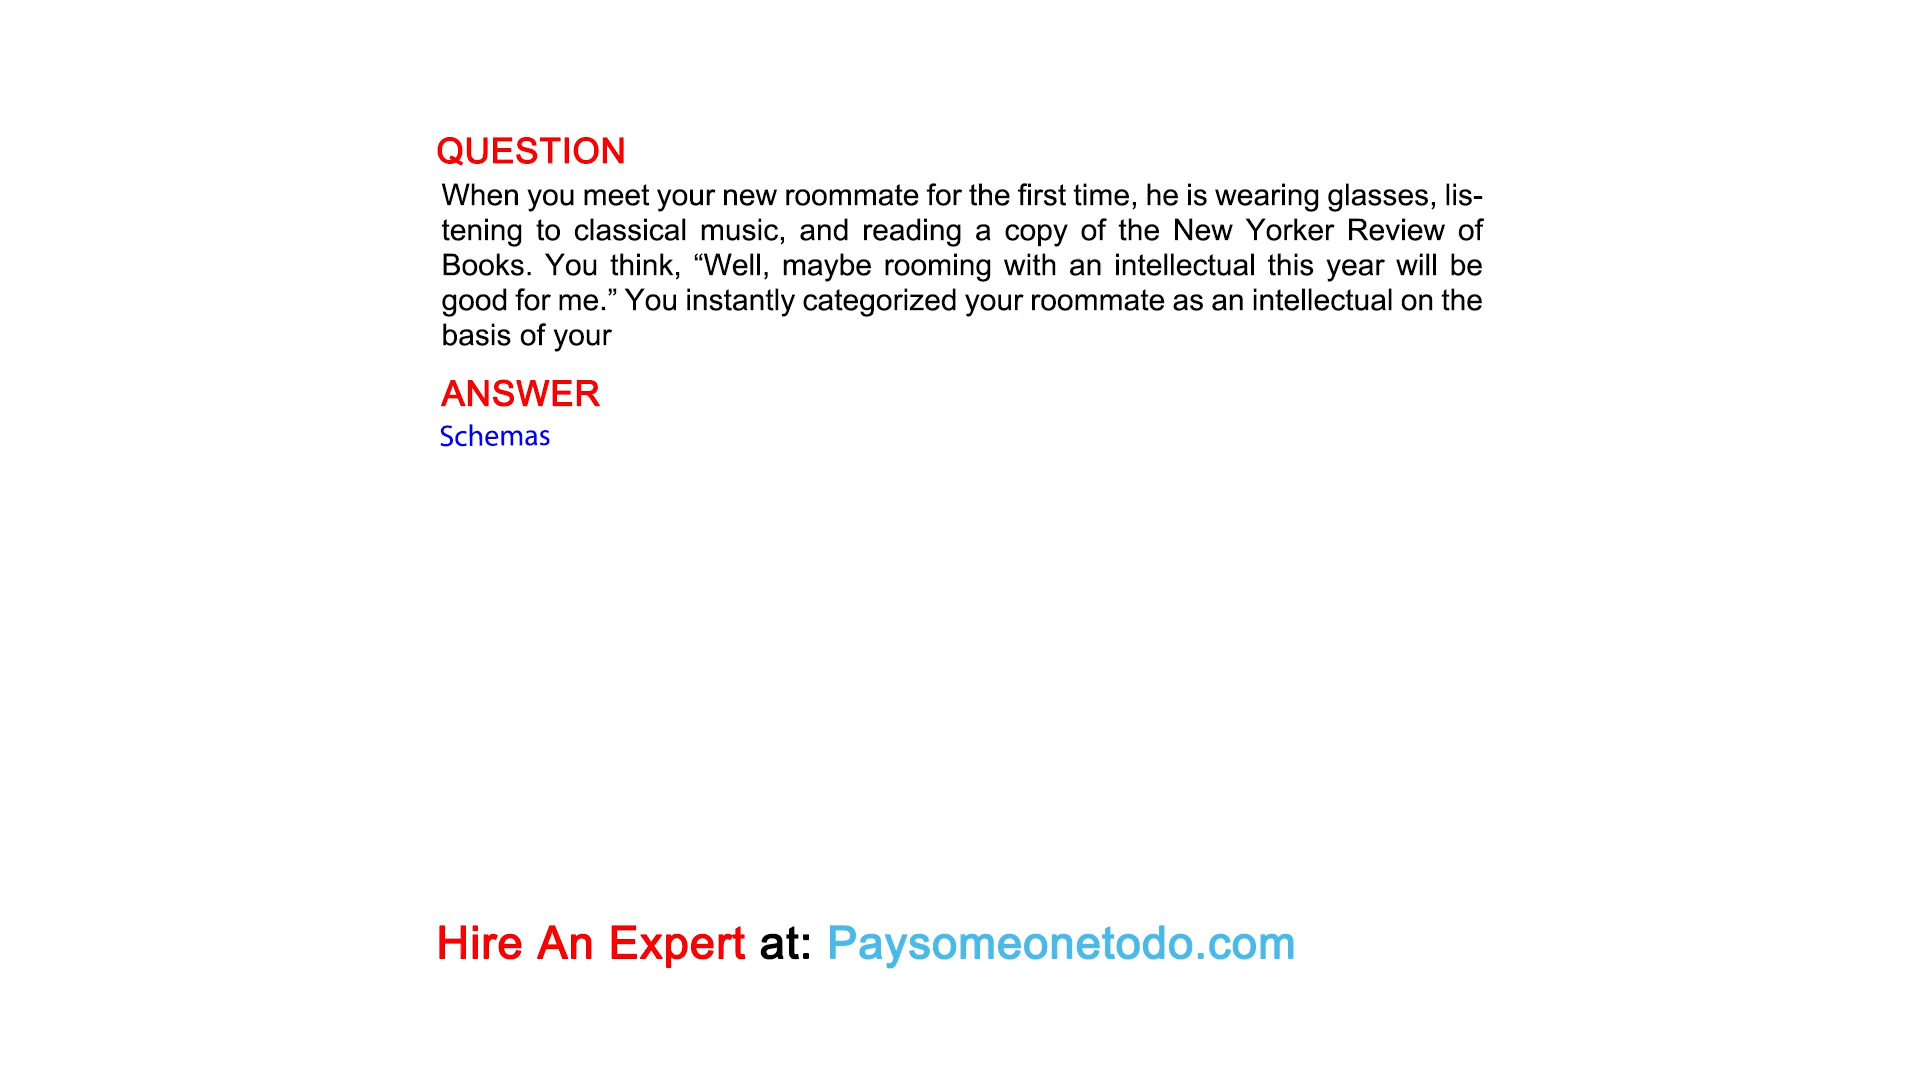 QUESTION
When you meet your new roommate for the first time, he is wearing glasses, lis-
tening to classical music, and reading a copy of the New Yorker Review of
Books. You think, “Well, maybe rooming with an intellectual this year will be
good for me.” You instantly categorized your roommate as an intellectual on the
basis of your
ANSWER
Schemas
Hire An Expert at: Paysomeonetodo.com